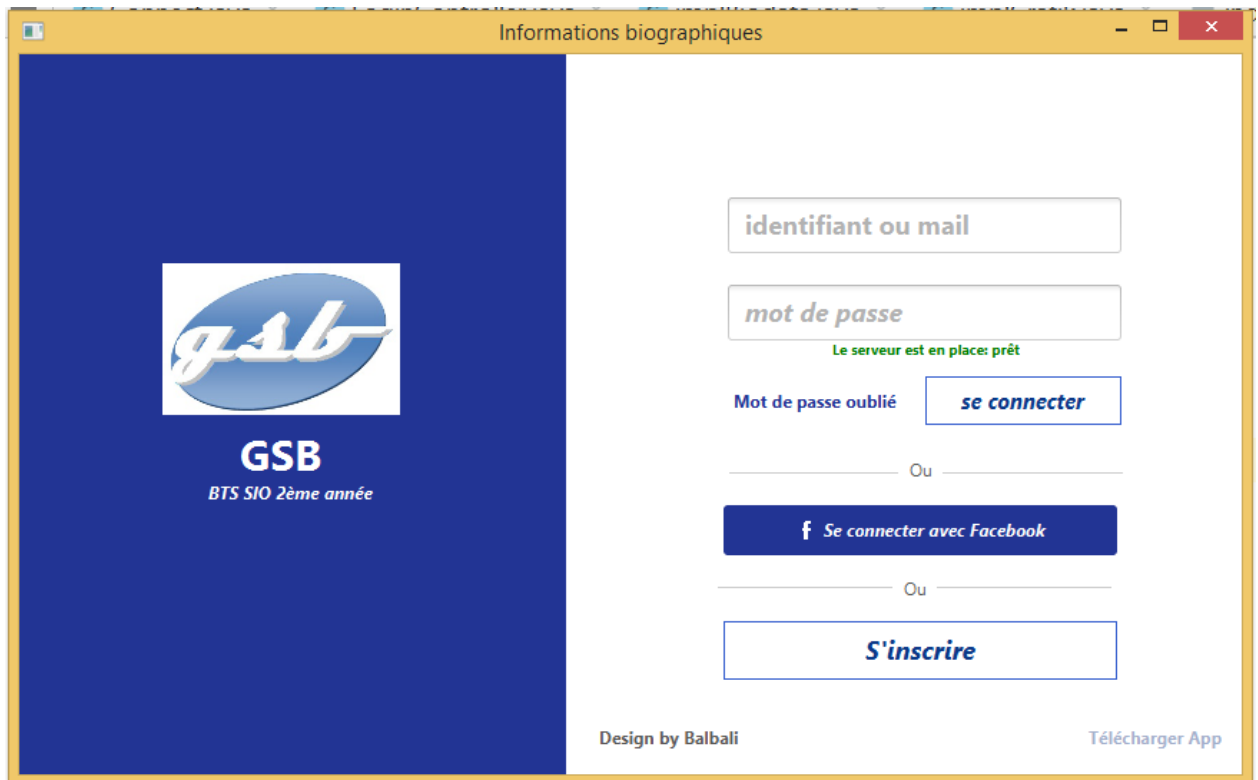 Informations biographiques
identifiant ou mail
mot de passe
Le serveur est en place: prêt
Mot de passe oublié
se connecter
Ou
f Se connecter avec Facebook
Ou
S'inscrire
gsb
GSB
BTS SIO 2ème année
Design by Balbali
Télécharger App